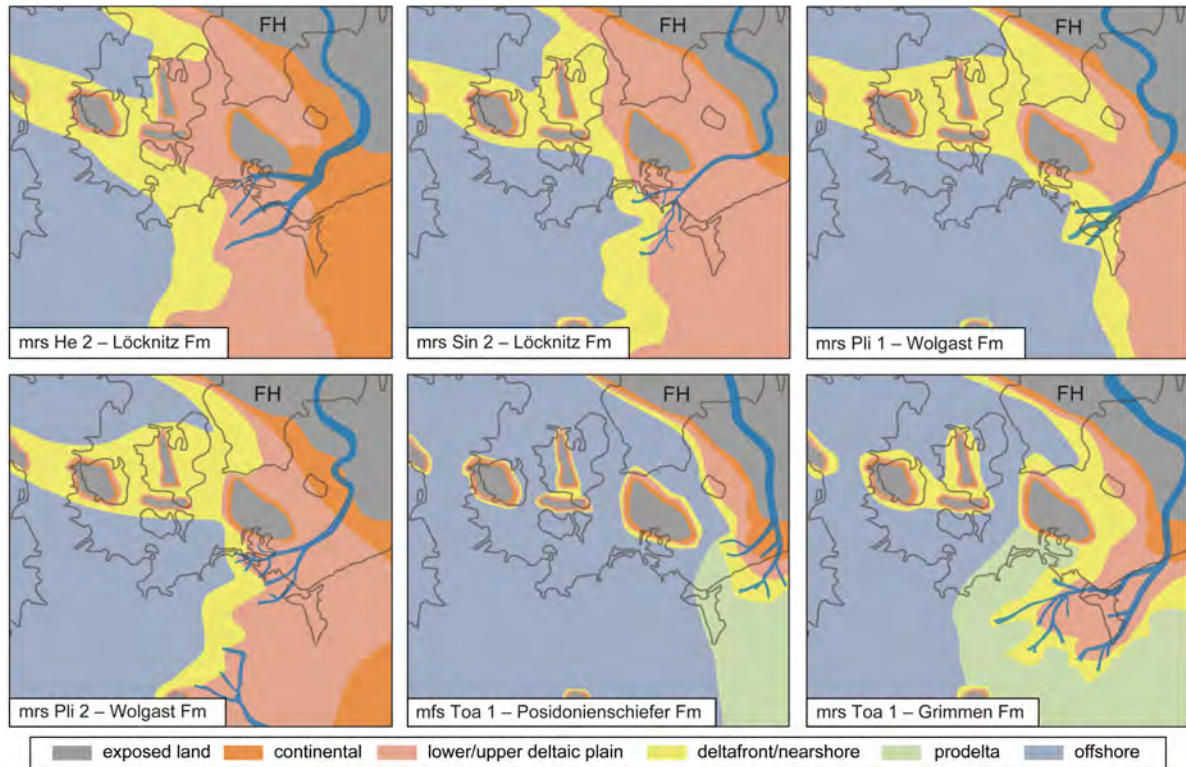 FH
FH
FH
mrs He 2 – Löcknitz Fm
mrs Sin 2 – Löcknitz Fm
mrs Pli 1 – Wolgast Fm
FH
FH
FH
mrs Pli 2 – Wolgast Fm
mfs Toa 1 – Posidonienschiefer Fm
mrs Toa 1 – Grimmen Fm
exposed land
continental
lower/upper deltaic plain
deltafront/nearshore
prodelta
offshore